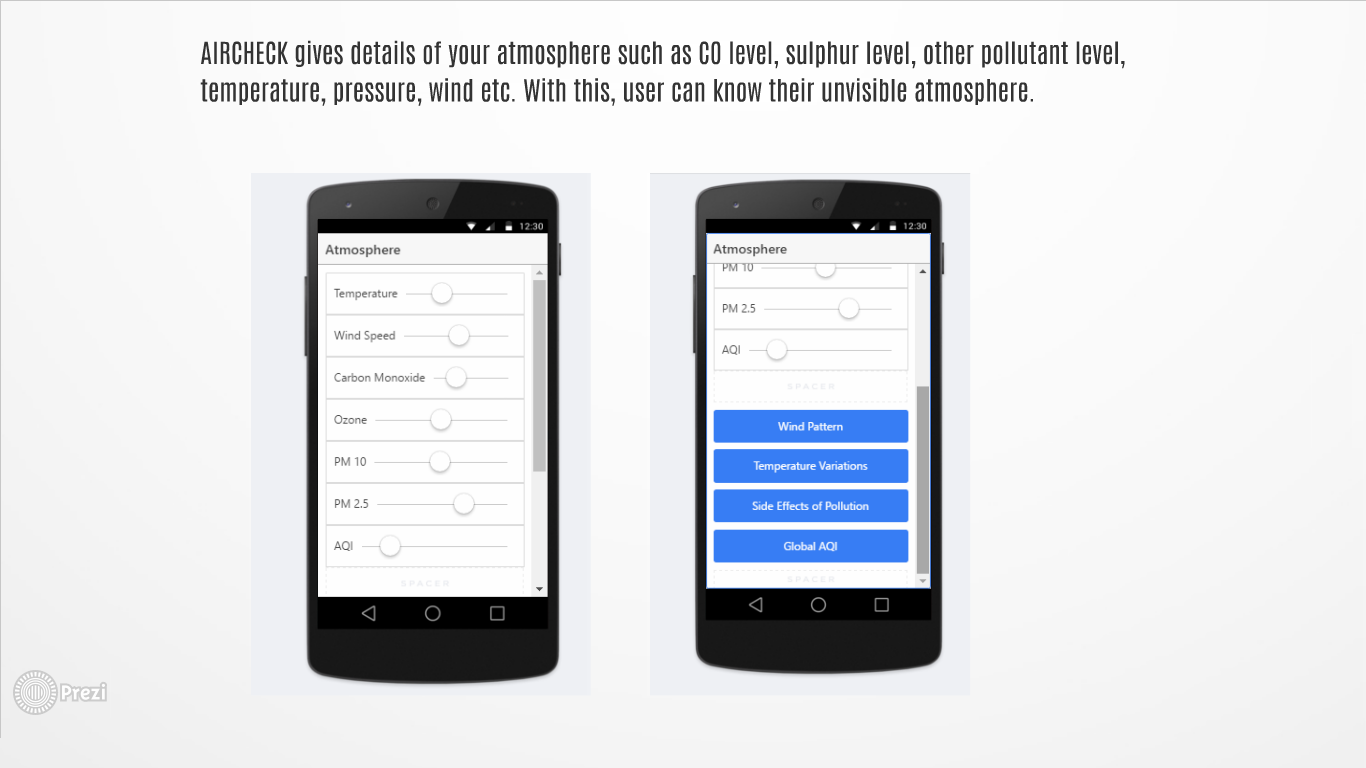 AIRCHECK gives details of your atmosphere such as CO level, sulphur level, other pollutant level,
temperature, pressure, wind etc. With this, user can know their unvisible atmosphere.
12:30
Atmosphere
Temperature
Wind Speed
Carbon Monoxide
Ozone
PM 10
PM 2.5
AQI
SPACER
12:30
Atmosphere
PM 10
PM 2.5
AQI
SPACER
Wind Pattern
Temperature Variations
Side Effects of Pollution
Global AQI
SPACER
Prezi